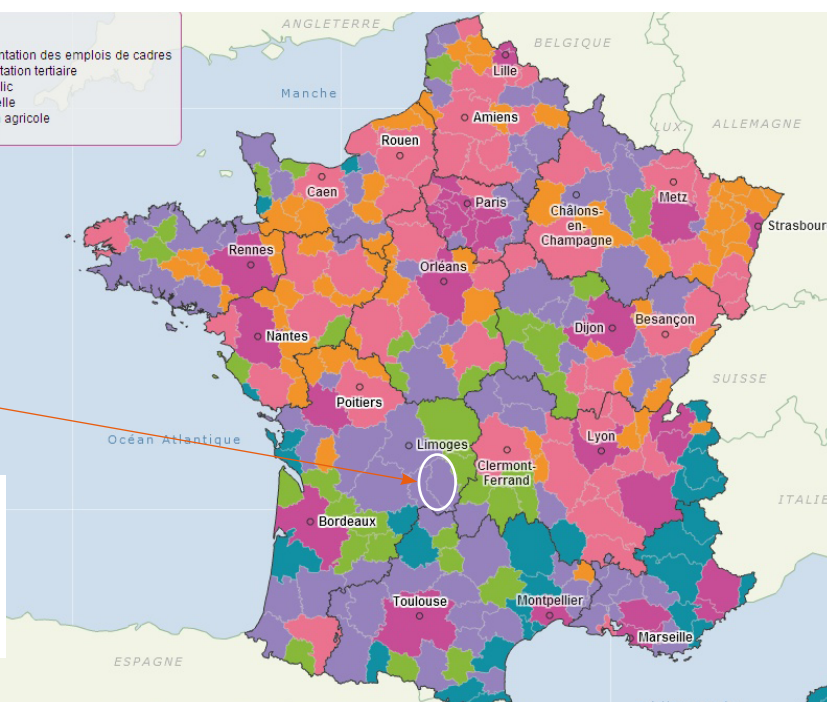 ntation des emplois de cadres
tation tertiaire
lic
elle
agricole
ANGLETERRE
BELGIQUE
Lille
Manche
Amiens
LUX.
ALLEMAGNE
Rouen
Caen
Paris
Metz
Châlons-
en-
Champagne
Strasbour
Rennes
Orléans
Nantes
Dijon
Besançon
SUISSE
Poitiers
Océan Atlantique
Limoges
Lyon
Clermont-
Ferrand
ITALIE
Bordeaux
Toulouse
Montpellier
Marseille
ESPAGNE